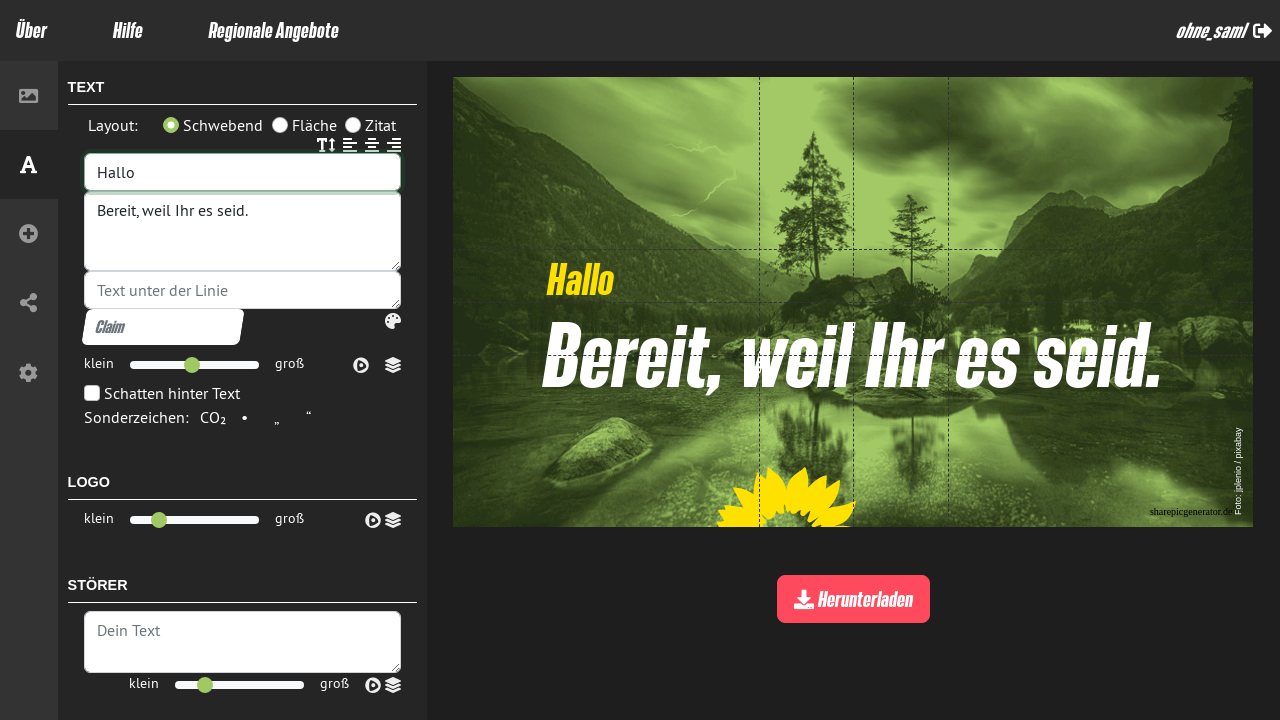 Über Hilfe Regionale Angebote ohne_saml
TEXT
Layout: Schwebend Fläche Zitat
Hallo
Bereit, weil Ihr es seid.
Text unter der Linie
Claim
klein groß
Schatten hinter Text
Sonderzeichen: CO₂ • „ “
LOGO
klein groß
STÖRER
Dein Text
klein groß
Hallo
Bereit, weil Ihr es seid.
Foto: jplenio / pixabay
sharepicgenerator.de
Herunterladen